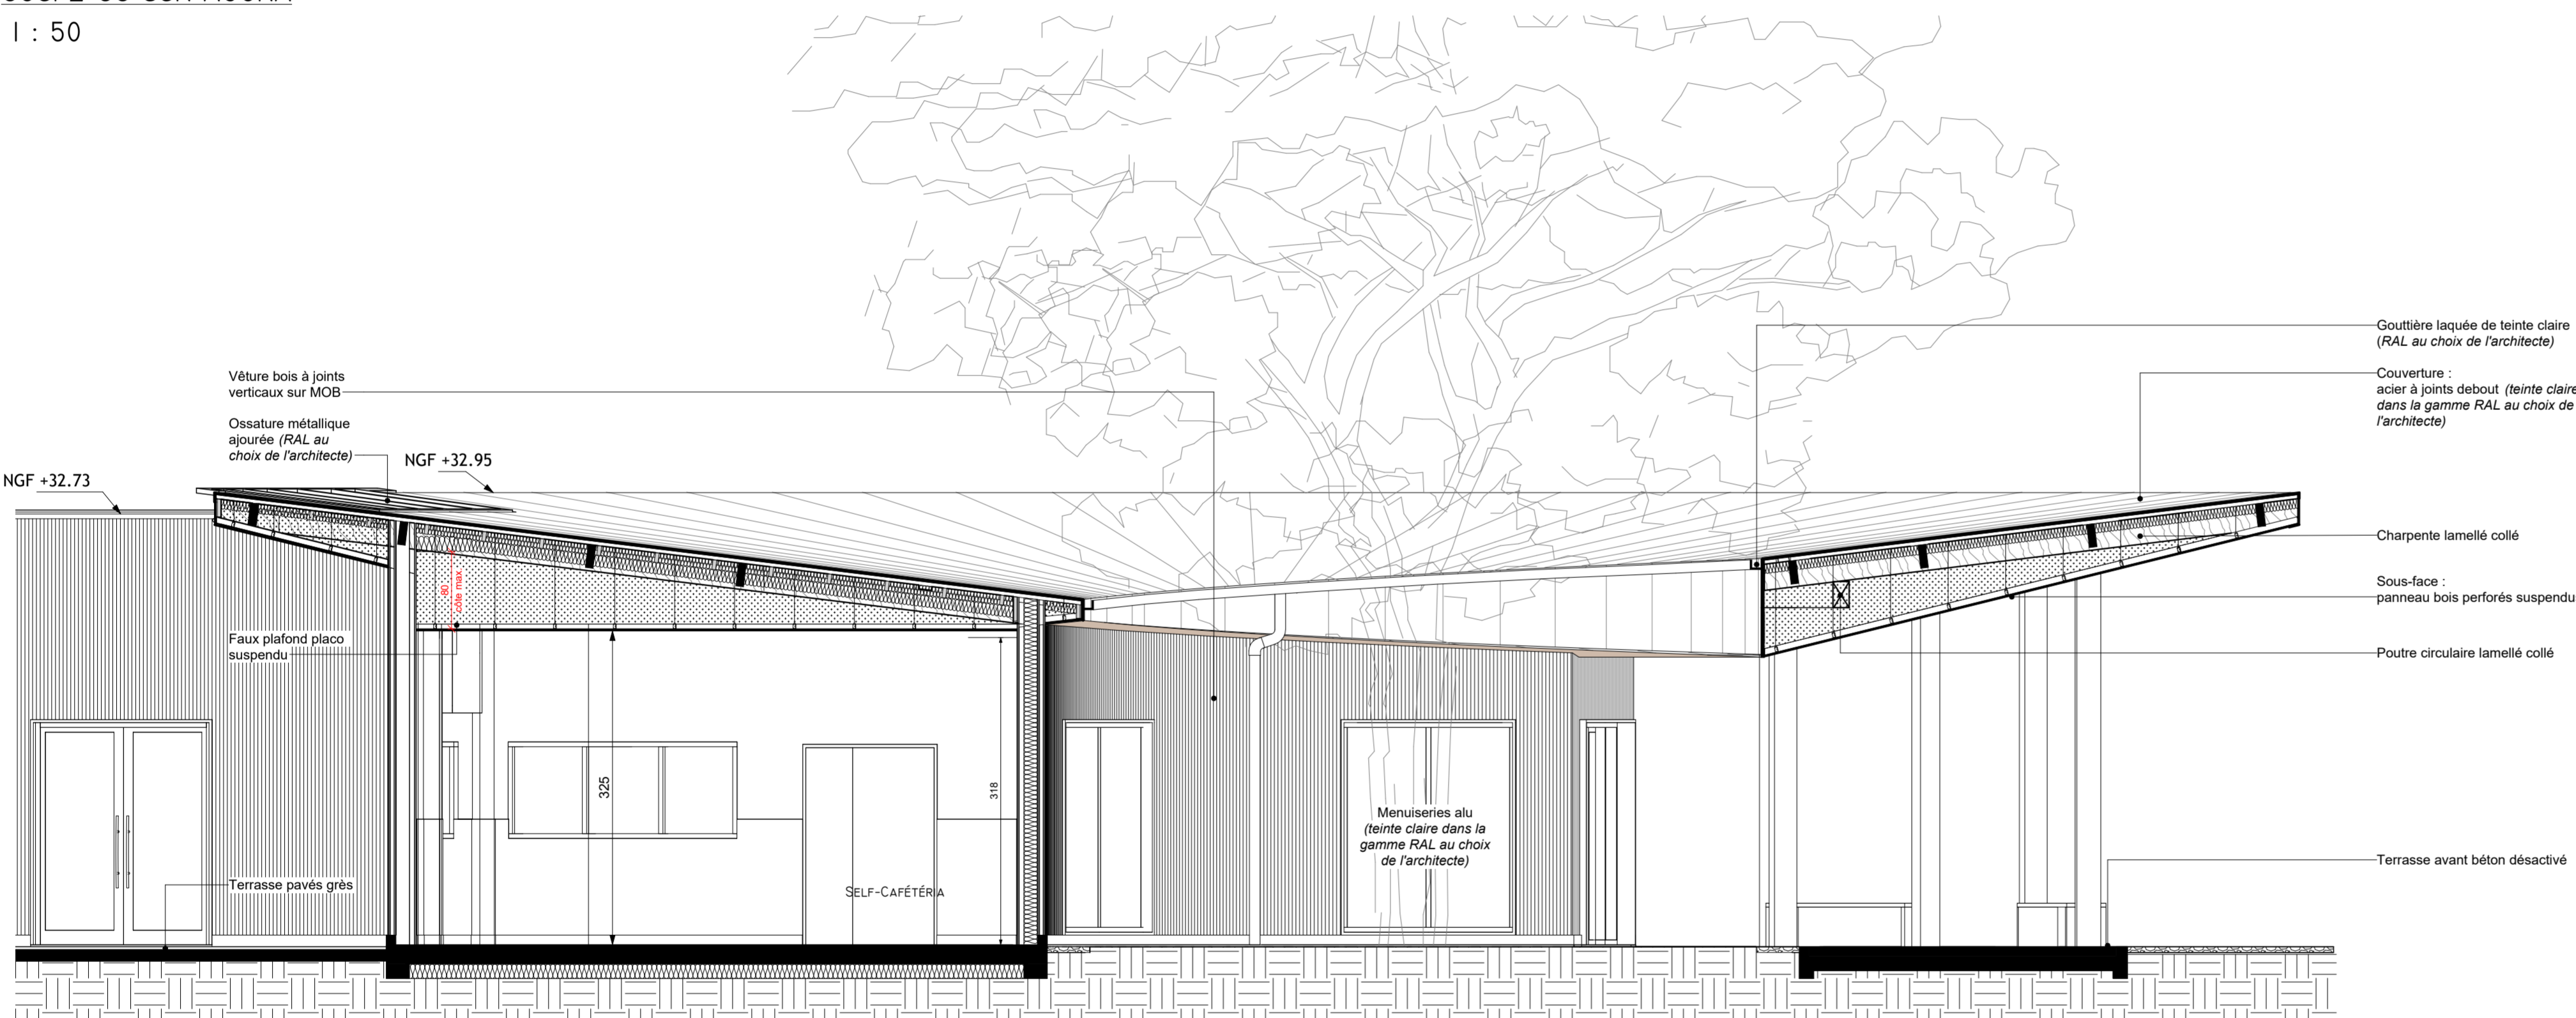 1 : 50
Gouttière laquée de teinte claire
(RAL au choix de l'architecte)
Vêture bois à joints
verticaux sur MOB
Couverture :
acier à joints debout (teinte claire
dans la gamme RAL au choix de
l'architecte)
Ossature métallique
ajourée (RAL au
choix de l'architecte)
NGF +32.95
NGF +32.73
Charpente lamellé collé
80
côte max.
Sous-face :
panneau bois perforés suspendu
Faux plafond placo
suspendu
Poutre circulaire lamellé collé
325
318
Menuiseries alu
(teinte claire dans la
gamme RAL au choix
de l'architecte)
Terrasse avant béton désactivé
Terrasse pavés grès
SELF-CAFÉTÉRIA